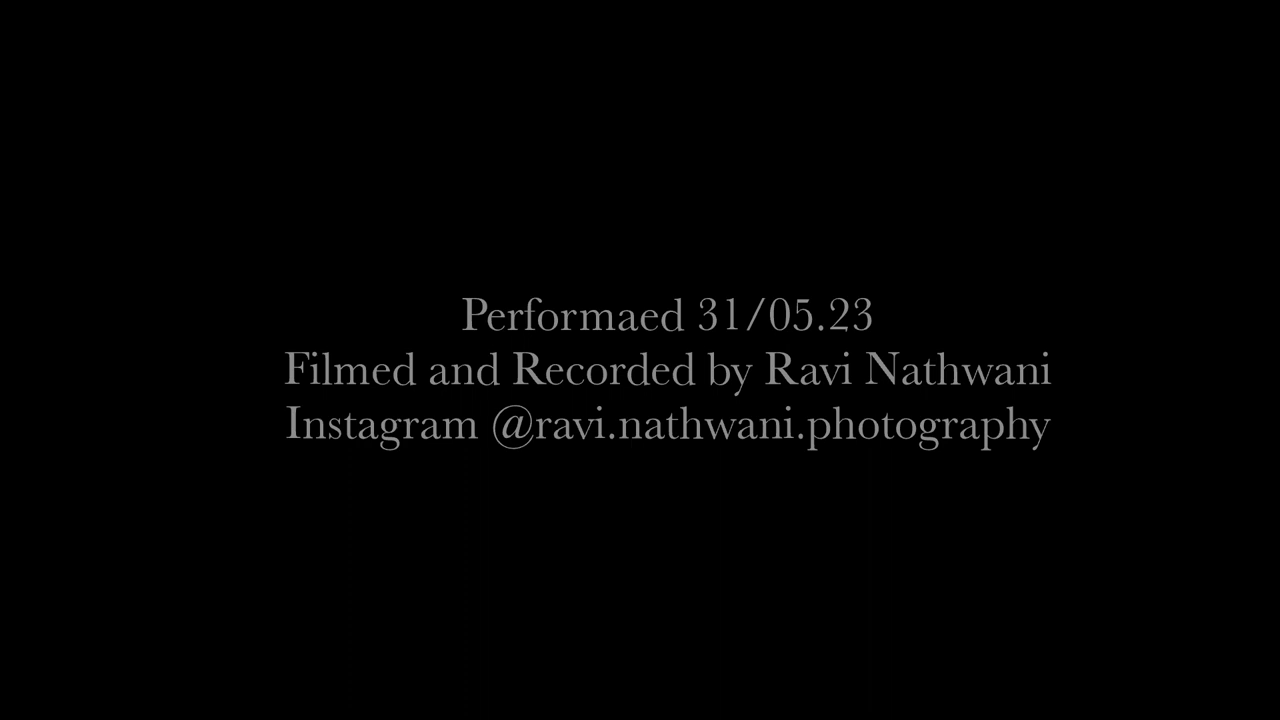 Performaed 31/05.23
Filmed and Recorded by Ravi Nathwani
Instagram @ravi.nathwani.photography